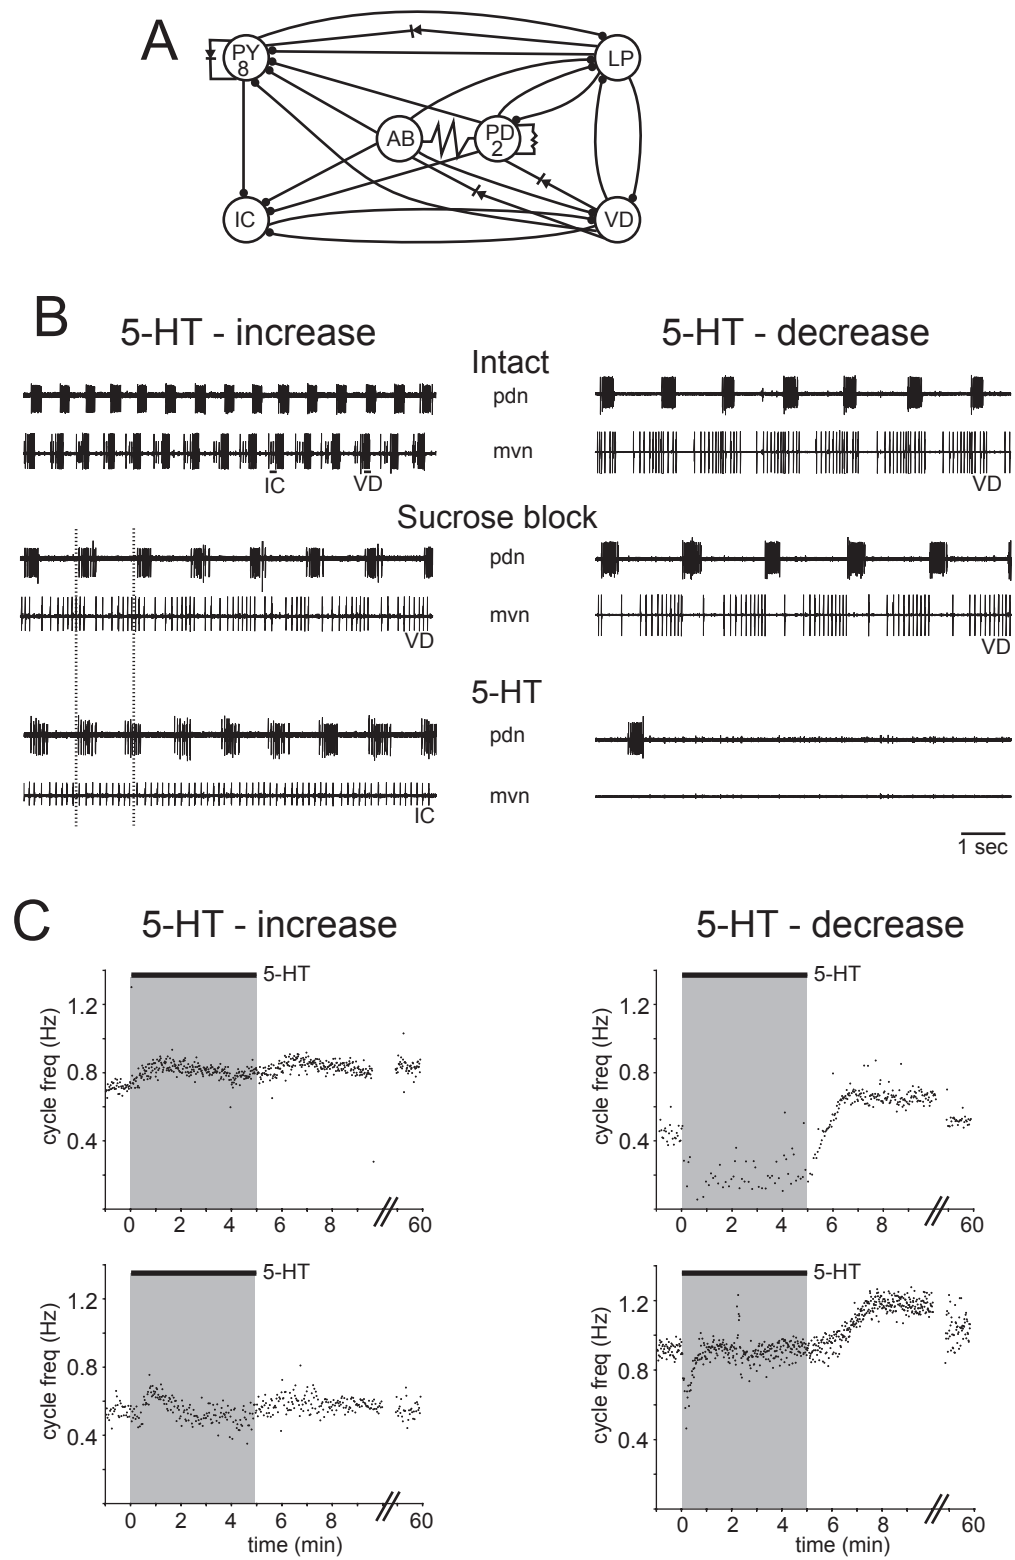 A
PY
8
LP
AB
PD
2
IC
VD
B
5-HT - increase
5-HT - decrease
Intact
pdn
mvn
IC
VD
VD
Sucrose block
pdn
mvn
VD
VD
5-HT
pdn
mvn
IC
1 sec
C
5-HT - increase
5-HT - decrease
5-HT
1.2
0.8
0.4
cycle freq (Hz)
0 2 4 6 8 60
5-HT
1.2
0.8
0.4
cycle freq (Hz)
0 2 4 6 8 60
5-HT
1.2
0.8
0.4
cycle freq (Hz)
0 2 4 6 8 60
time (min)
5-HT
1.2
0.8
0.4
cycle freq (Hz)
0 2 4 6 8 60
time (min)